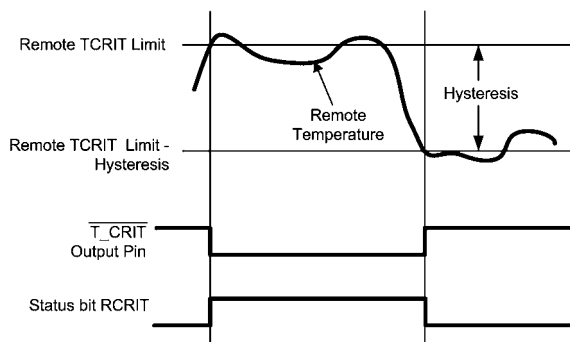 Remote TCRIT Limit
Hysteresis
Remote
Temperature
Remote TCRIT Limit -
Hysteresis
T_CRIT
Output Pin
Status bit RCRIT